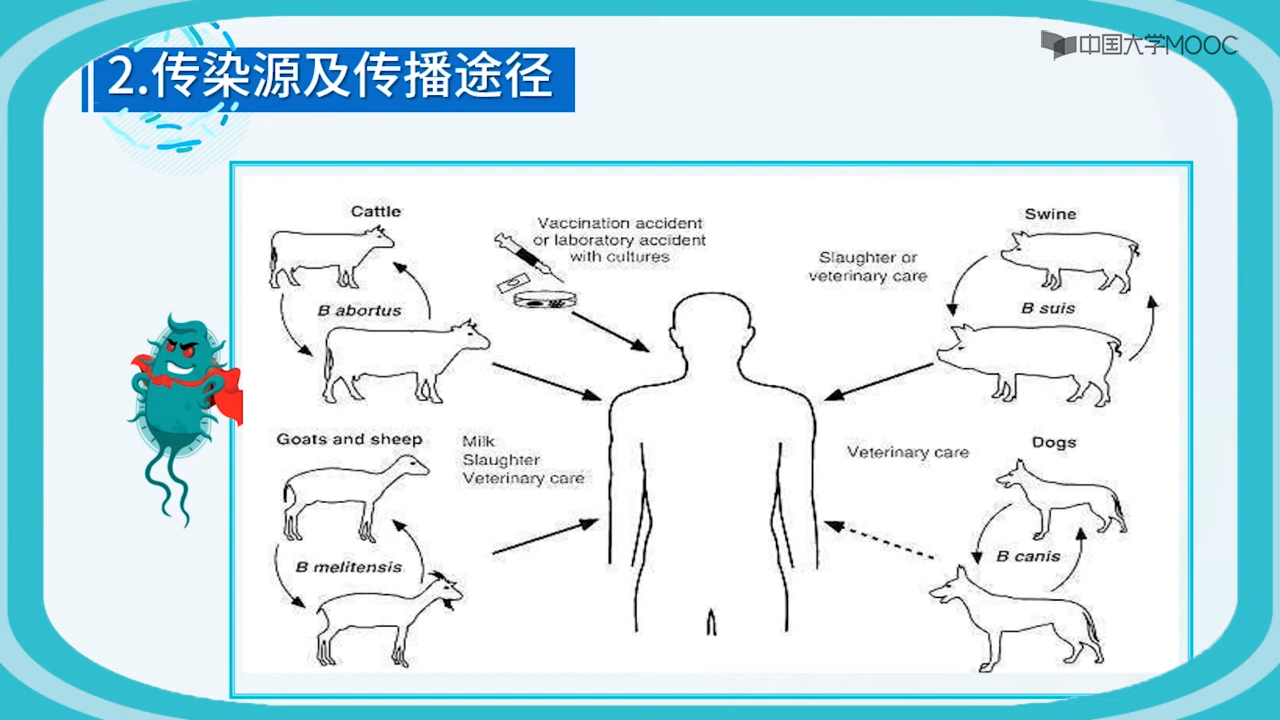 中国大学MOOC
2.传染源及传播途径
Cattle
B abortus
Vaccination accident
or laboratory accident
with cultures
Slaughter or
veterinary care
Swine
B suis
Goats and sheep
B melitensis
Milk
Slaughter
Veterinary care
Veterinary care
Dogs
B canis